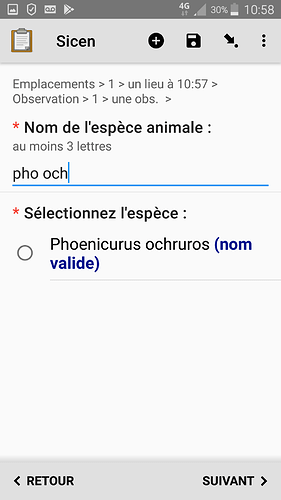 4G 30% 10:58
Sicen
Emplacements > 1 > un lieu à 10:57 >
Observation > 1 > une obs. >
* Nom de l'espèce animale :
au moins 3 lettres
pho och
* Sélectionnez l'espèce :
Phoenicurus ochruros (nom
valide)
RETOUR SUIVANT